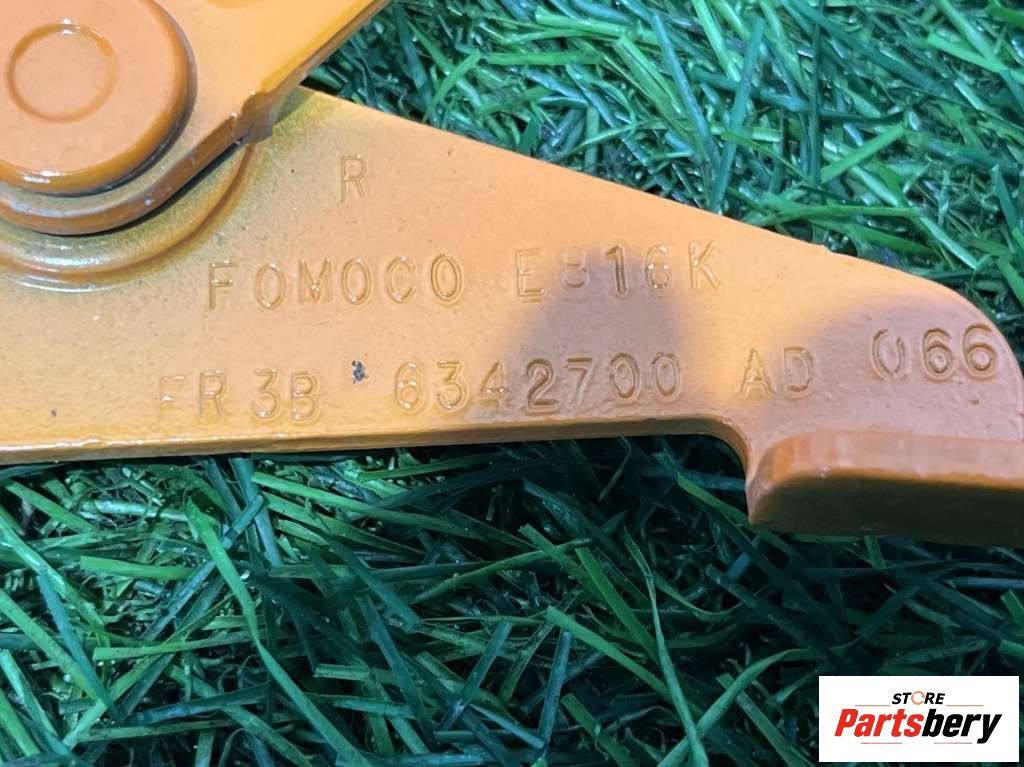 R
FOMOCO E816K
FR3B 6342700 AD 066
STORE
Partsbery